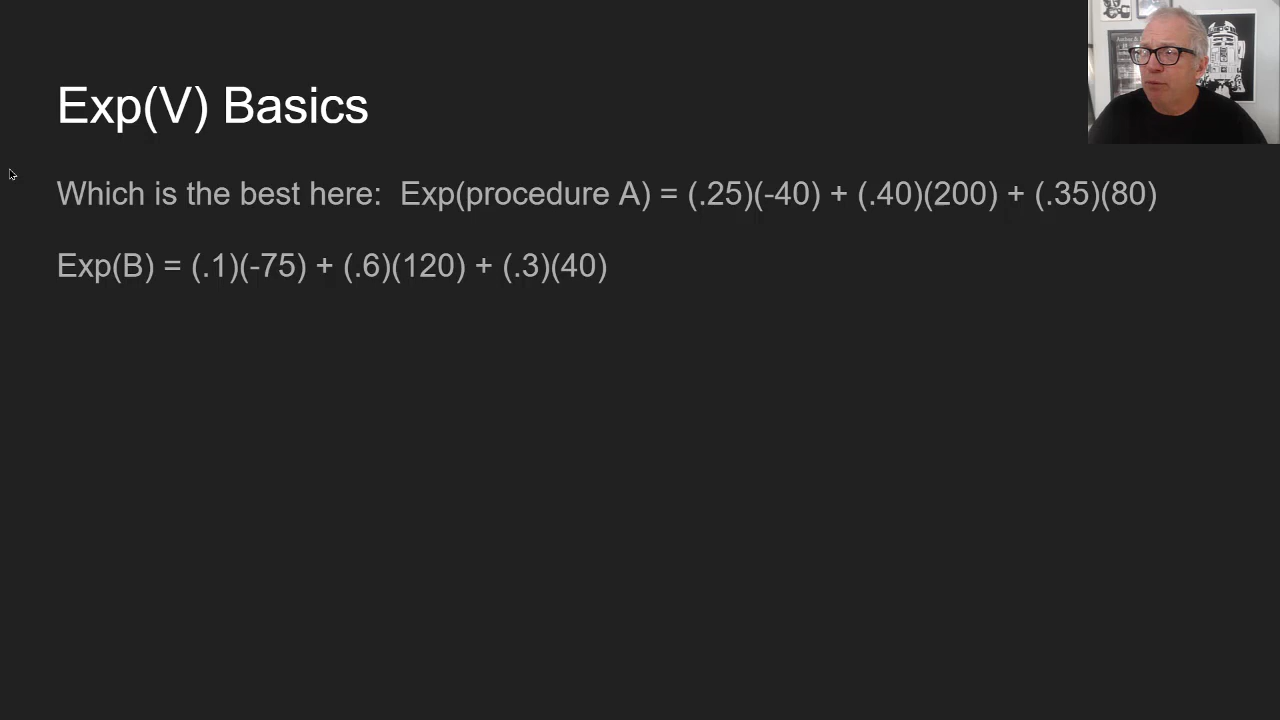 Exp(V) Basics
Which is the best here:  Exp(procedure A) = (.25)(-40) + (.40)(200) + (.35)(80)
Exp(B) = (.1)(-75) + (.6)(120) + (.3)(40)